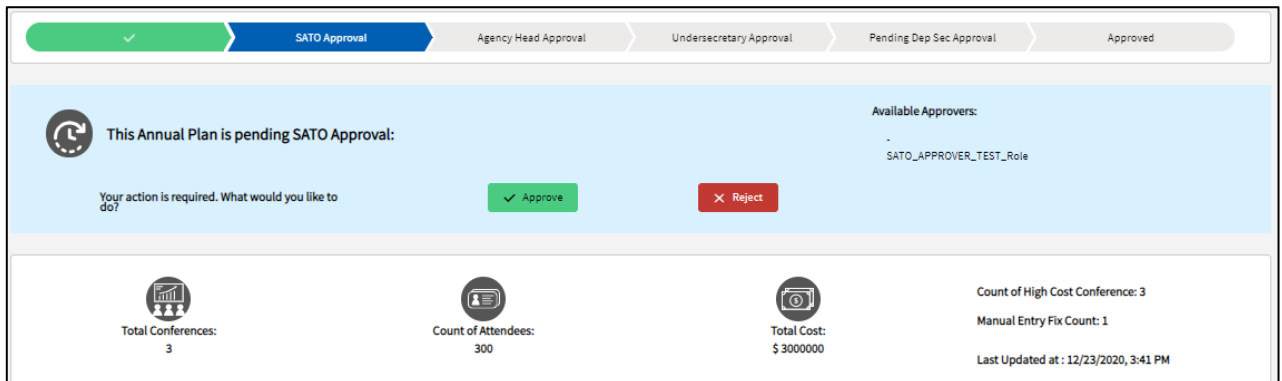 SATO Approval
Agency Head Approval
Undersecretary Approval
Pending Dep Sec Approval
Approved
This Annual Plan is pending SATO Approval:
Available Approvers:
-
SATO_APPROVER_TEST_Role
Your action is required. What would you like to
do?
Approve
Reject
Total Conferences:
3
Count of Attendees:
300
Total Cost:
$ 3000000
Count of High Cost Conference: 3
Manual Entry Fix Count: 1
Last Updated at : 12/23/2020, 3:41 PM